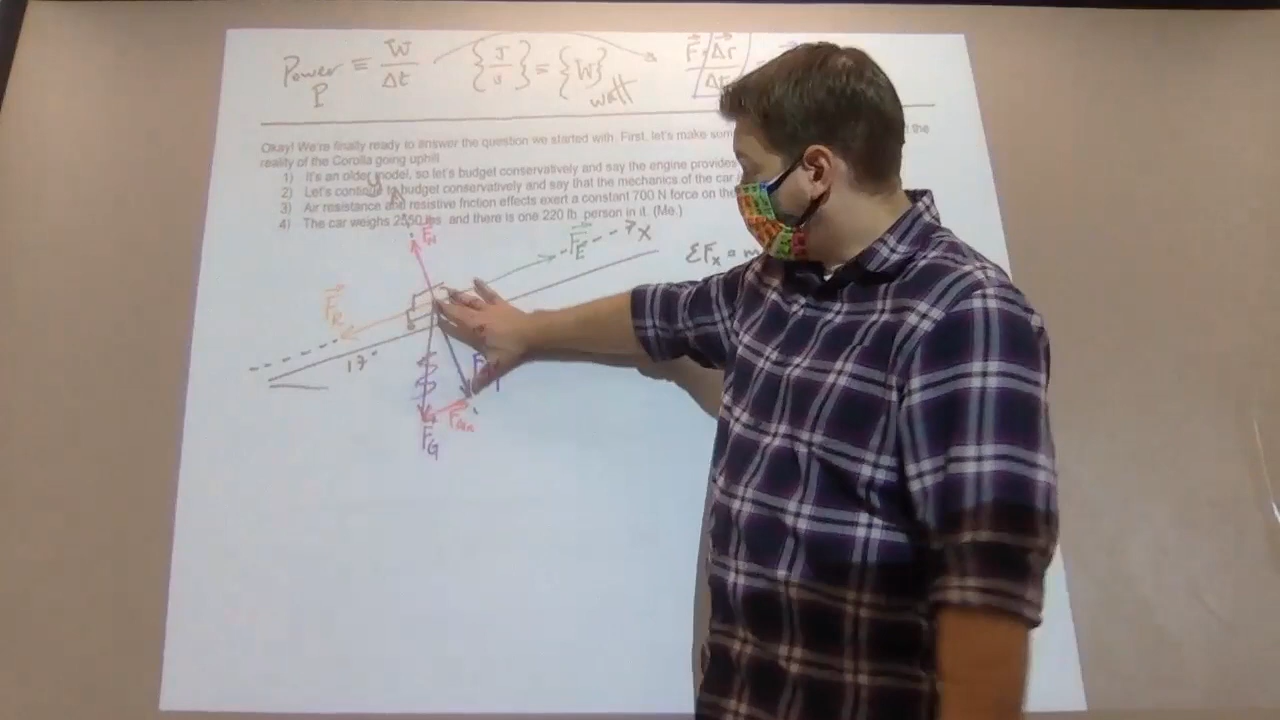 Power ≡ W / Δt {J/s} = {W} F · Δr / Δt
P watt
Okay! We're finally ready to answer the question we started with. First, let's make the
reality of the Corolla going uphill
1) It's an older model, so let's budget conservatively and say the engine provides
2) Let's continue to budget conservatively and say that the mechanics of the car
3) Air resistance and resistive friction effects exert a constant 700 N force on the
4) The car weighs 2550 lbs and there is one 220 lb person in it. (Me.)
y
F_N
F_E x ΣF_x = m
F_R
17°
F_G